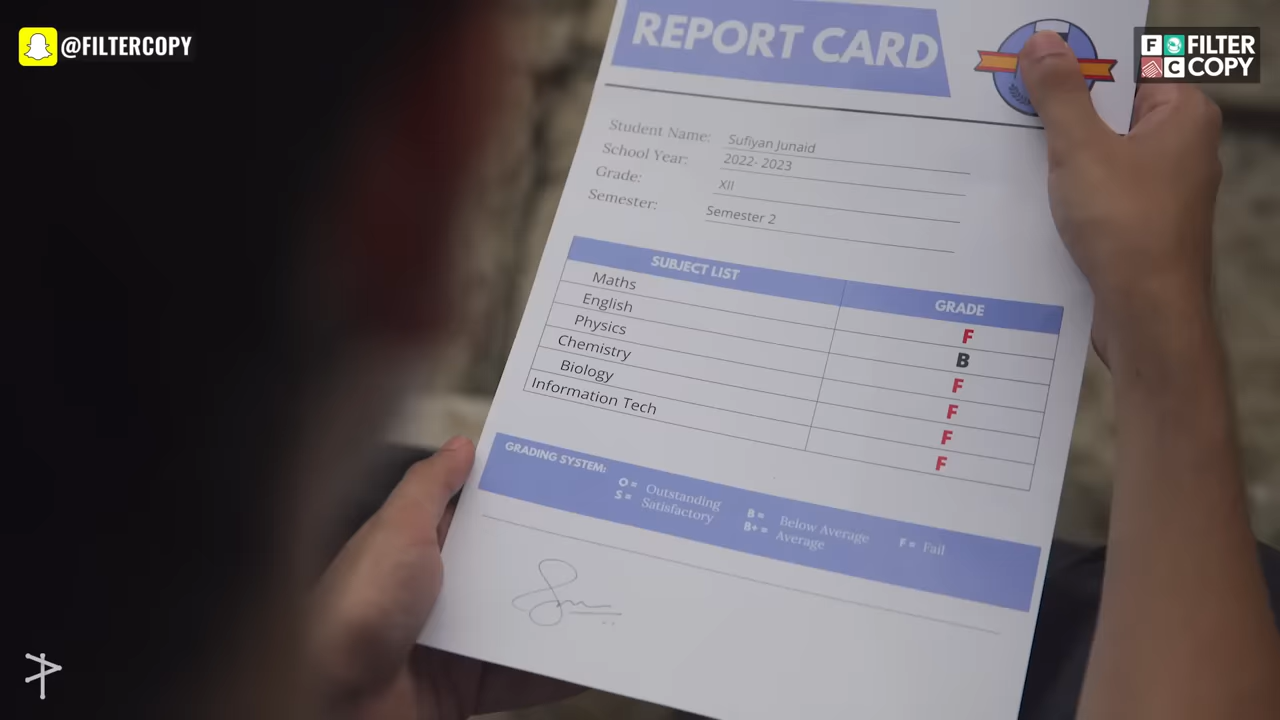 @FILTERCOPY
F FILTER
C COPY
REPORT CARD
Student Name: Sufiyan Junaid
School Year: 2022- 2023
Grade: XII
Semester: Semester 2
SUBJECT LIST GRADE
Maths F
English B
Physics F
Chemistry F
Biology F
Information Tech F
GRADING SYSTEM:
O = Outstanding
S = Satisfactory
B = Below Average
B+ = Average
F = Fail